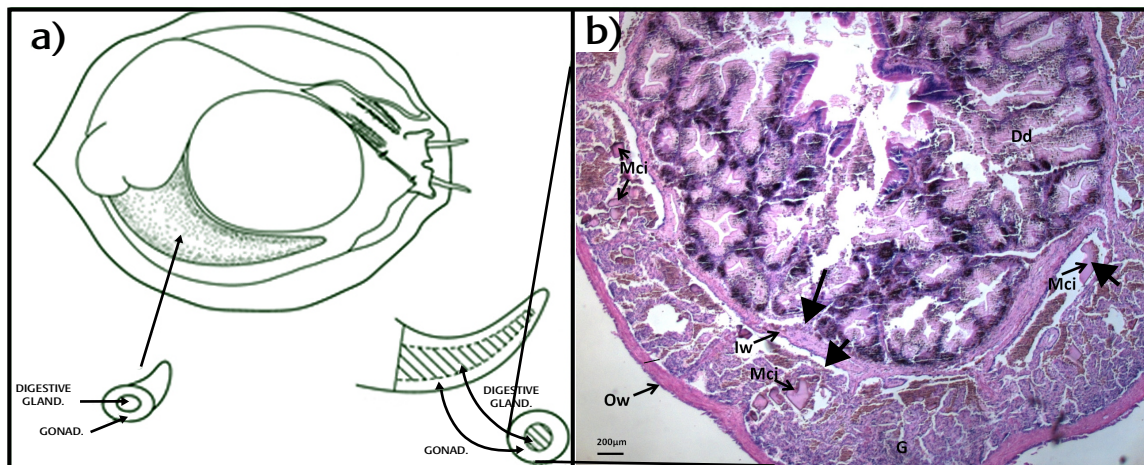 a)
DIGESTIVE
GLAND.
GONAD.
DIGESTIVE
GLAND.
GONAD.
b)
Dd
Mci
Mci
Iw
Mci
Ow
G
200µm